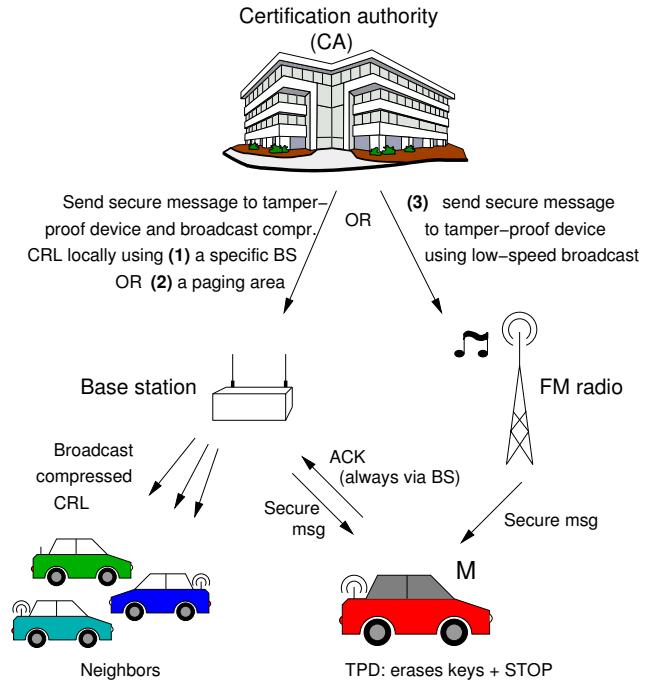 Certification authority
(CA)
Send secure message to tamper−
proof device and broadcast compr.
CRL locally using (1) a specific BS
OR (2) a paging area
OR
(3) send secure message
to tamper−proof device
using low−speed broadcast
Base station
FM radio
Broadcast
compressed
CRL
ACK
(always via BS)
Secure
msg
Secure msg
M
Neighbors
TPD: erases keys + STOP